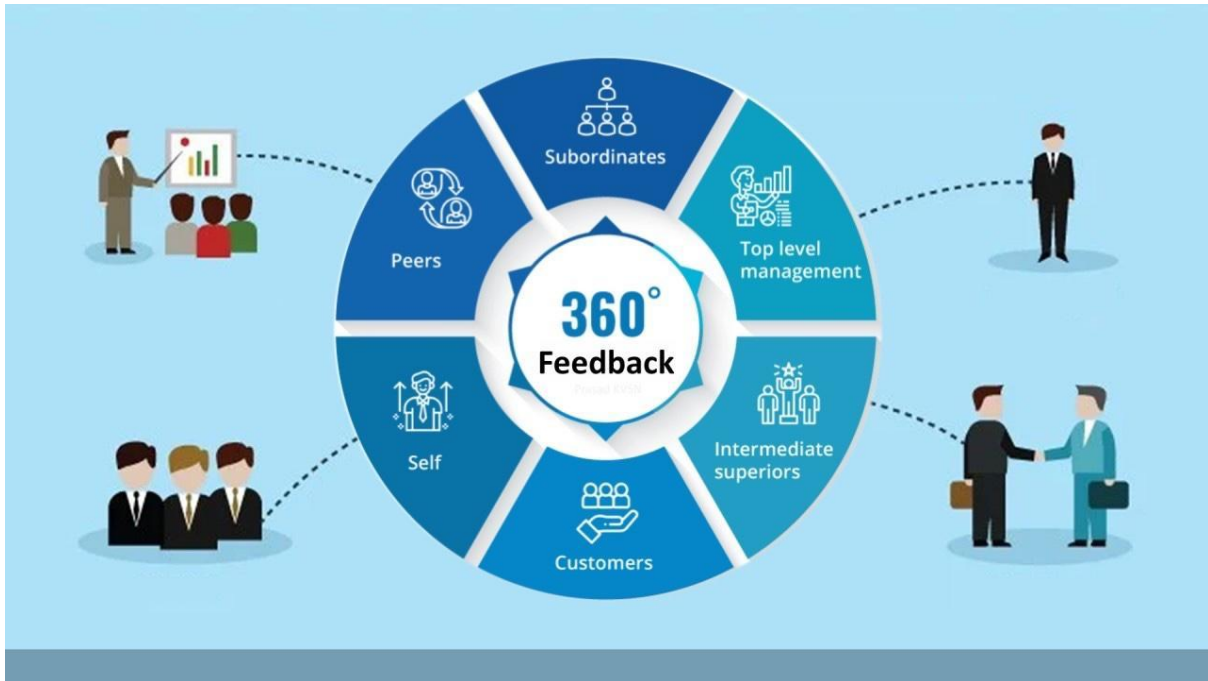 Subordinates
Top level
management
Intermediate
superiors
Customers
Self
Peers
360°
Feedback